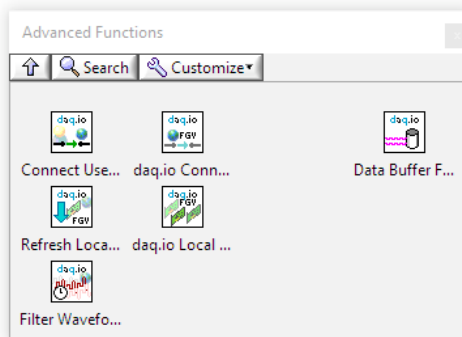 Advanced Functions
Search Customize
daq.io daq.io FGV daq.io
Connect Use... daq.io Conn... Data Buffer F...
daq.io FGV daq.io FGV
Refresh Loca... daq.io Local ...
daq.io
Filter Wavefo...